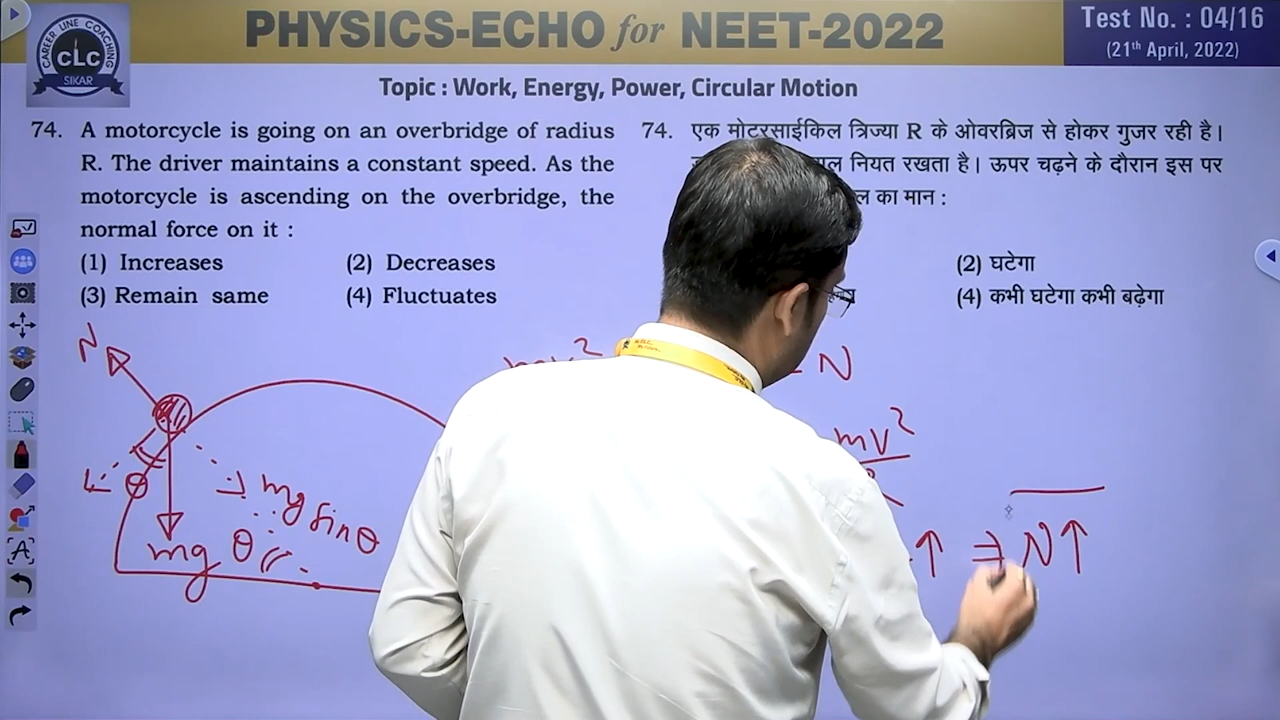 PHYSICS-ECHO for NEET-2022
Test No. : 04/16
(21th April, 2022)
CAREER LINE COACHING
CLC
SIKAR
Topic : Work, Energy, Power, Circular Motion
74. A motorcycle is going on an overbridge of radius
R. The driver maintains a constant speed. As the
motorcycle is ascending on the overbridge, the
normal force on it :
(1) Increases (2) Decreases
(3) Remain same (4) Fluctuates
74. एक मोटरसाईकिल त्रिज्या R के ओवरब्रिज से होकर गुजर रही है।
नियत रखता है। ऊपर चढ़ने के दौरान इस पर
का मान :
(2) घटेगा
(4) कभी घटेगा कभी बढ़ेगा
N
θ
mg
θ
mg sinθ
mv²
N
mv²
↑ ⇒ N↑